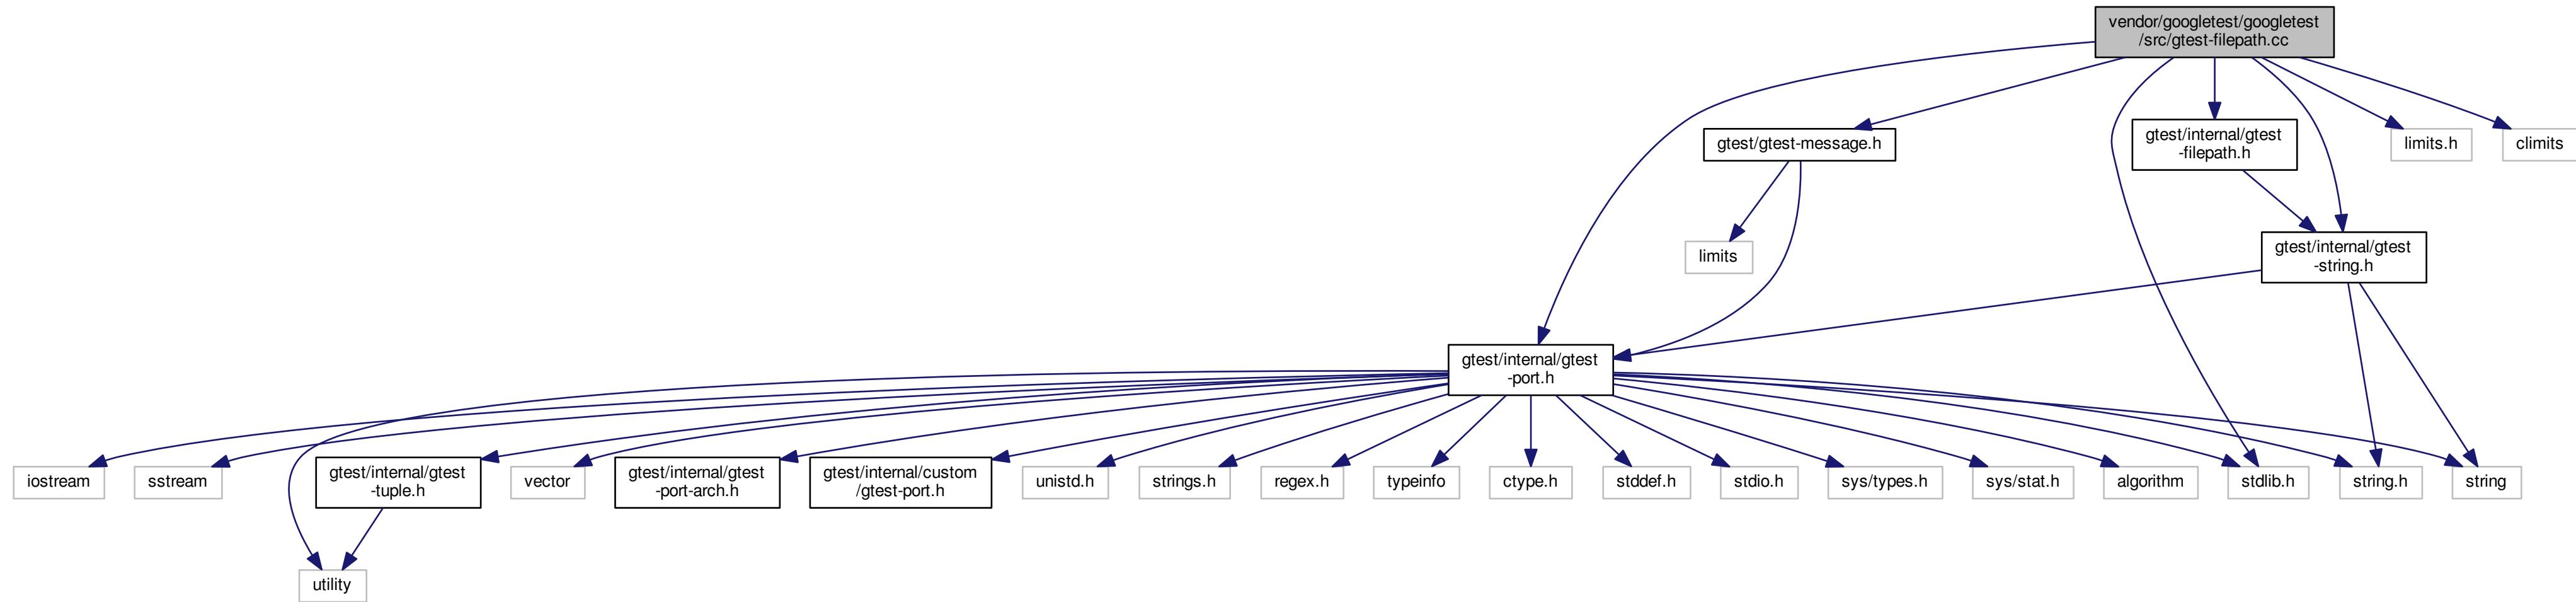 vendor/googletest/googletest
/src/gtest-filepath.cc
gtest/gtest-message.h
gtest/internal/gtest
-filepath.h
limits.h
climits
limits
gtest/internal/gtest
-string.h
gtest/internal/gtest
-port.h
iostream
sstream
gtest/internal/gtest
-tuple.h
vector
gtest/internal/gtest
-port-arch.h
gtest/internal/custom
/gtest-port.h
unistd.h
strings.h
regex.h
typeinfo
ctype.h
stddef.h
stdio.h
sys/types.h
sys/stat.h
algorithm
stdlib.h
string.h
string
utility